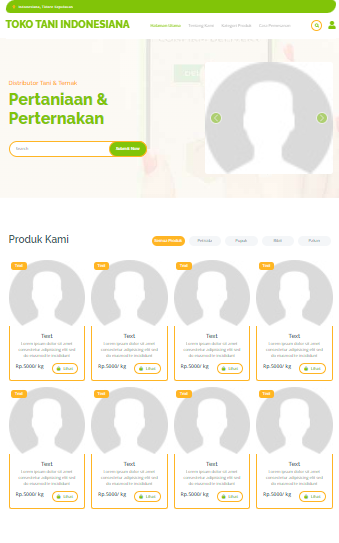 Indonesiana, Timor Kepulauan
TOKO TANI INDONESIANA
Halaman Utama
Tentang Kami
Kategori Produk
Cara Pemesanan
Distributor Tani & Ternak
Pertaniaan &
Perternakan
Search
Submit Now
Produk Kami
Semua Produk
Pestisida
Pupuk
Bibit
Pakan
Text
Text
Text
Text
Text
Lorem ipsum dolor sit amet
consectetur adipiscing elit sed
do eiusmod te incididunt
Rp.5000/ kg
Lihat
Text
Lorem ipsum dolor sit amet
consectetur adipiscing elit sed
do eiusmod te incididunt
Rp.5000/ kg
Lihat
Text
Lorem ipsum dolor sit amet
consectetur adipiscing elit sed
do eiusmod te incididunt
Rp.5000/ kg
Lihat
Text
Lorem ipsum dolor sit amet
consectetur adipiscing elit sed
do eiusmod te incididunt
Rp.5000/ kg
Lihat
Text
Text
Text
Text
Text
Lorem ipsum dolor sit amet
consectetur adipiscing elit sed
do eiusmod te incididunt
Rp.5000/ kg
Lihat
Text
Lorem ipsum dolor sit amet
consectetur adipiscing elit sed
do eiusmod te incididunt
Rp.5000/ kg
Lihat
Text
Lorem ipsum dolor sit amet
consectetur adipiscing elit sed
do eiusmod te incididunt
Rp.5000/ kg
Lihat
Text
Lorem ipsum dolor sit amet
consectetur adipiscing elit sed
do eiusmod te incididunt
Rp.5000/ kg
Lihat